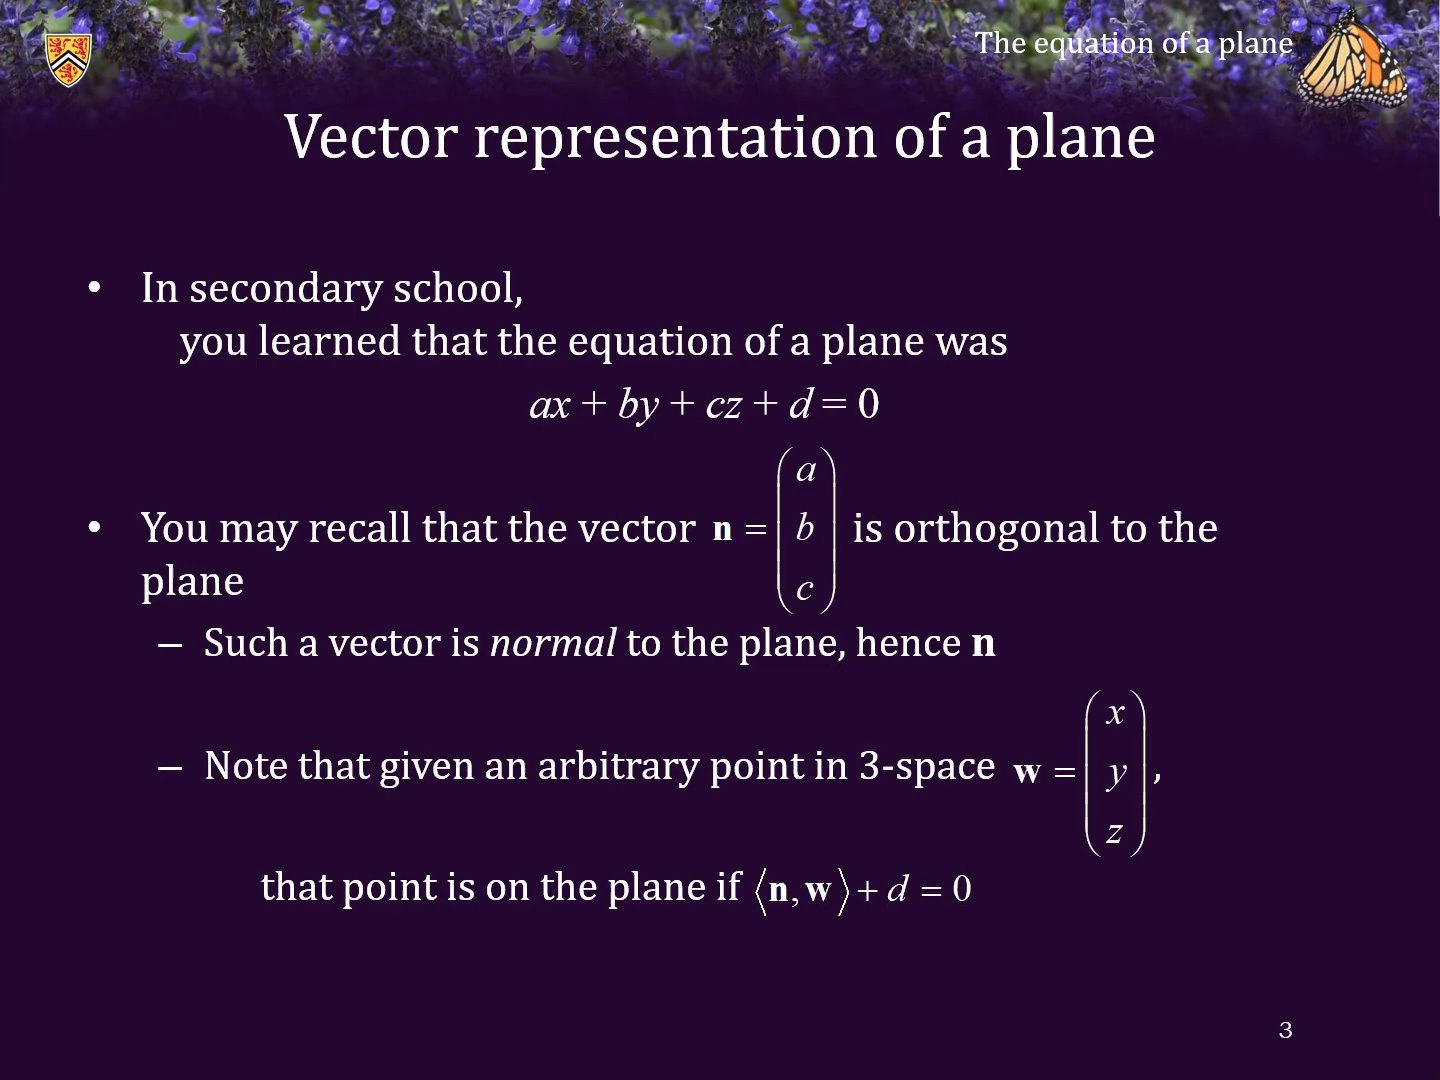 The equation of a plane
Vector representation of a plane
• In secondary school,
you learned that the equation of a plane was
ax + by + cz + d = 0
• You may recall that the vector n = (a b c) is orthogonal to the
plane
– Such a vector is normal to the plane, hence n
– Note that given an arbitrary point in 3-space w = (x y z),
that point is on the plane if ⟨n, w⟩ + d = 0
3